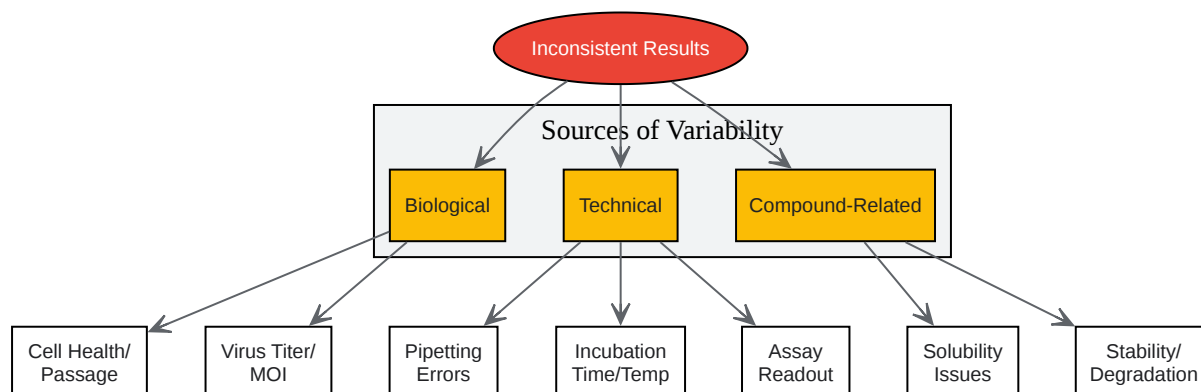 Inconsistent Results
Sources of Variability
Biological
Technical
Compound-Related
Cell Health/
Passage
Virus Titer/
MOI
Pipetting
Errors
Incubation
Time/Temp
Assay
Readout
Solubility
Issues
Stability/
Degradation